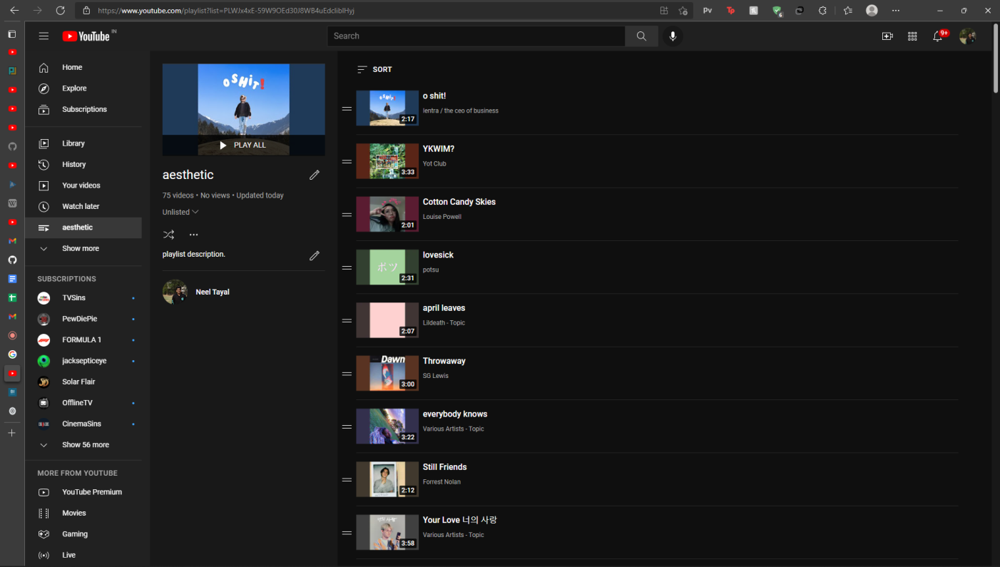 https://www.youtube.com/playlist?list=PLWJx4xE-59W9OEd30J8WB4uEdcIiblHyj
PV
Tp
6
YouTube IN
Search
9+
Home
Explore
Subscriptions
Library
History
Your videos
Watch later
aesthetic
Show more
SUBSCRIPTIONS
TVSins
PewDiePie
FORMULA 1
jacksepticeye
Solar Flair
OfflineTV
CinemaSins
Show 56 more
MORE FROM YOUTUBE
YouTube Premium
Movies
Gaming
Live
O SHiT!
PLAY ALL
aesthetic
75 videos • No views • Updated today
Unlisted
playlist description.
Neel Tayal
SORT
2:17
o shit!
lentra / the ceo of business
3:33
YKWIM?
Yot Club
2:01
Cotton Candy Skies
Louise Powell
ポツ
2:31
lovesick
potsu
2:07
april leaves
Lildeath - Topic
Dawn
3:00
Throwaway
SG Lewis
3:22
everybody knows
Various Artists - Topic
2:12
Still Friends
Forrest Nolan
3:58
Your Love 너의 사랑
Various Artists - Topic